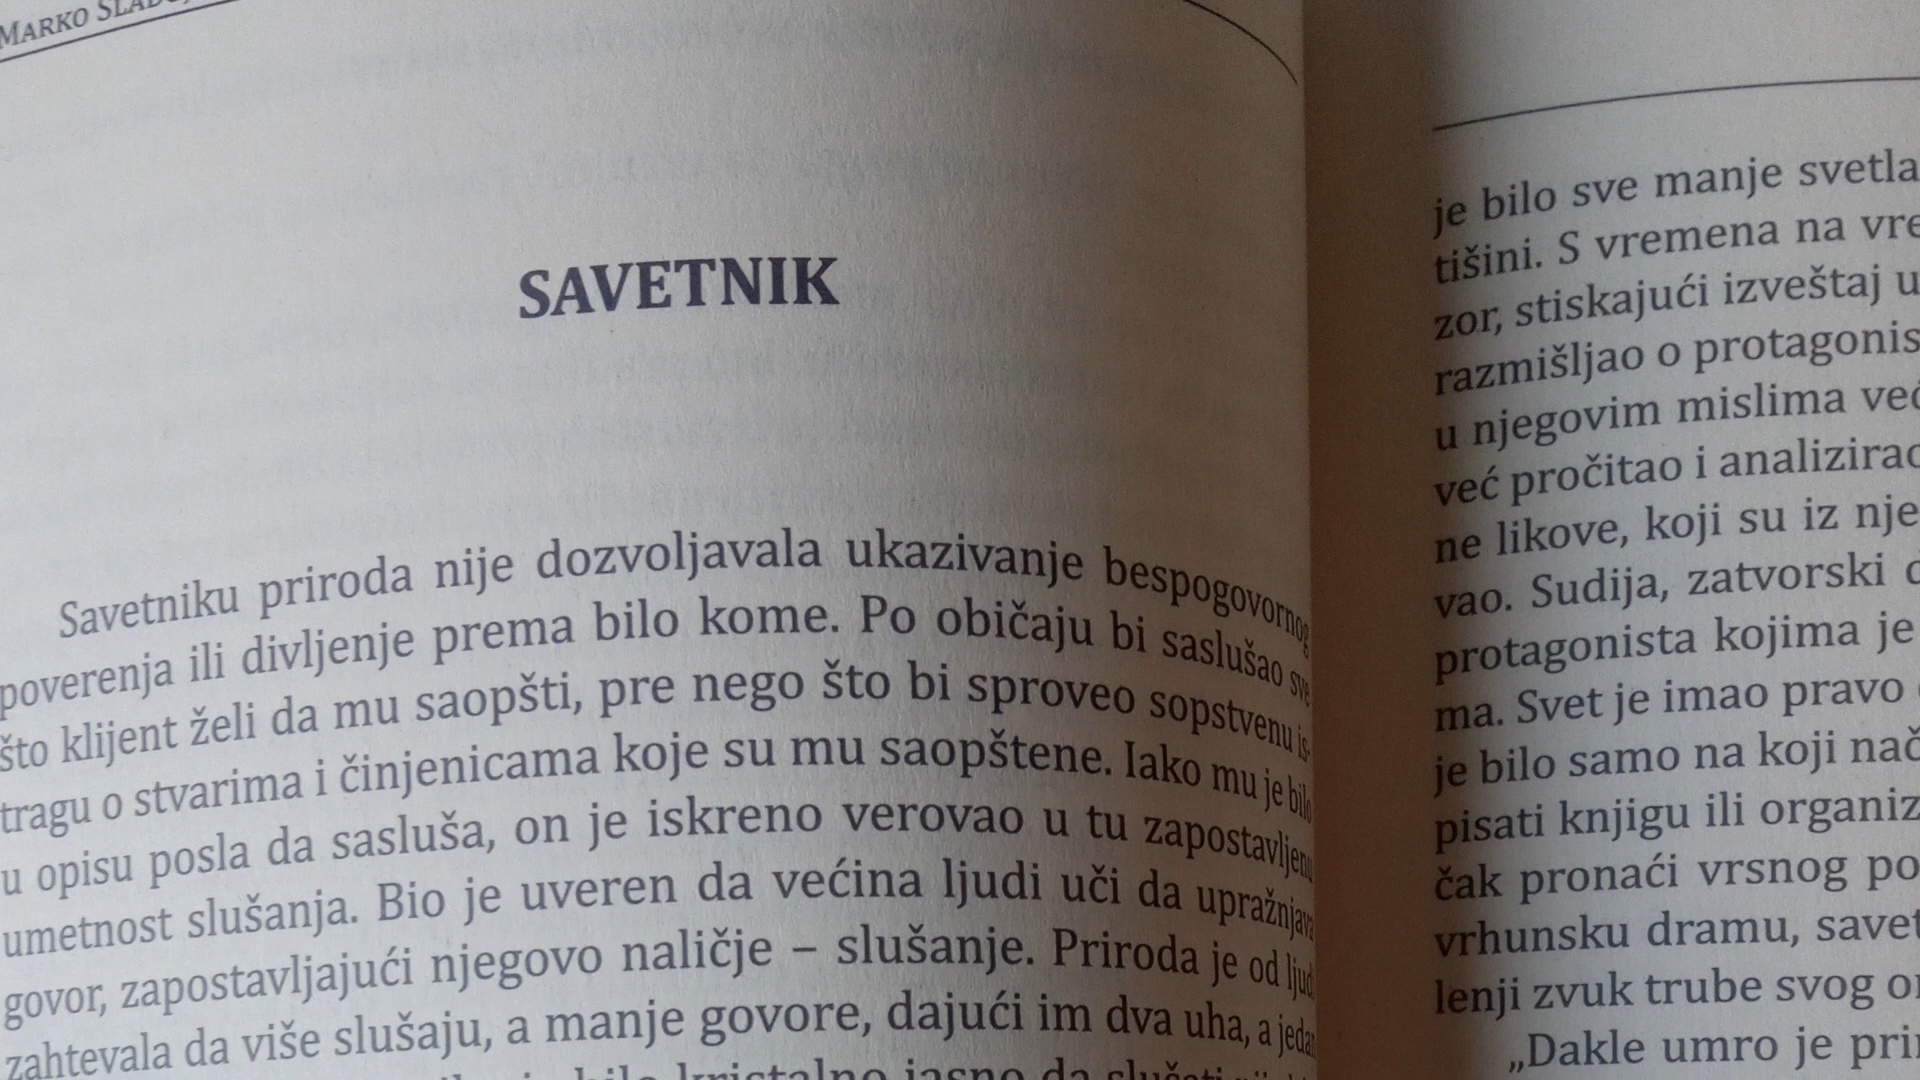 MARKO
SAVETNIK
Savetniku priroda nije dozvoljavala ukazivanje bespogovornog
poverenja ili divljenje prema bilo kome. Po običaju bi saslušao sve
što klijent želi da mu saopšti, pre nego što bi sproveo sopstvenu is-
tragu o stvarima i činjenicama koje su mu saopštene. Iako mu je bilo
u opisu posla da sasluša, on je iskreno verovao u tu zapostavljenu
umetnost slušanja. Bio je uveren da većina ljudi uči da upražnjava
govor, zapostavljajući njegovo naličje – slušanje. Priroda je od ljudi
zahtevala da više slušaju, a manje govore, dajući im dva uha, a jedan
kristalno jasno da
je bilo sve manje svetla
tišini. S vremena na vre
zor, stiskajući izveštaj u
razmišljao o protagonis
u njegovim mislima već
već pročitao i analizirao
ne likove, koji su iz nje
vao. Sudija, zatvorski
protagonista kojima je
ma. Svet je imao pravo
je bilo samo na koji nač
pisati knjigu ili organiz
čak pronaći vrsnog po
vrhunsku dramu, savet
lenji zvuk trube svog
„Dakle umro je pri